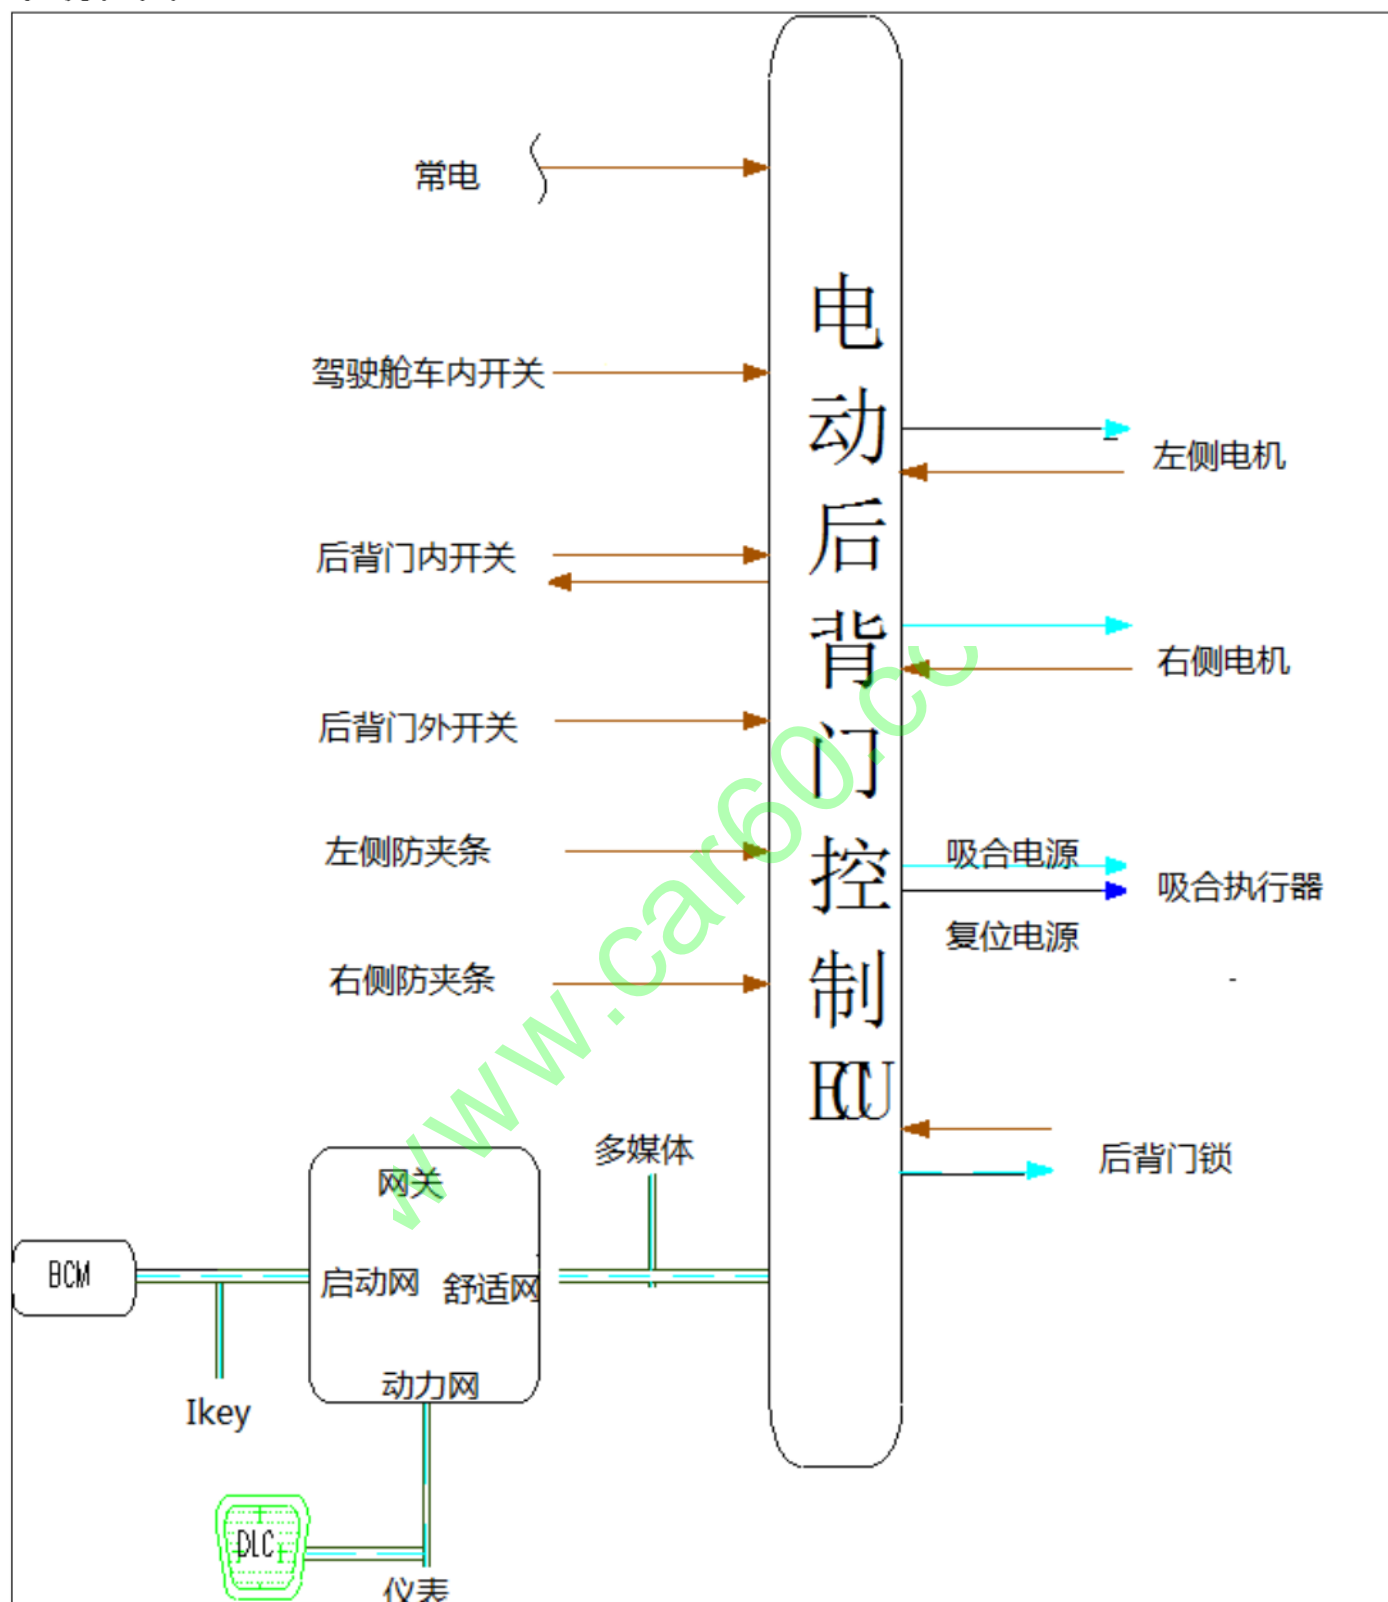 常电
驾驶舱车内开关
后背门内开关
后背门外开关
左侧防夹条
右侧防夹条
电动后背门控制ECU
左侧电机
右侧电机
吸合电源
吸合执行器
复位电源
后背门锁
多媒体
网关
启动网
舒适网
动力网
BCM
Ikey
DLC
仪表
www.car60.co